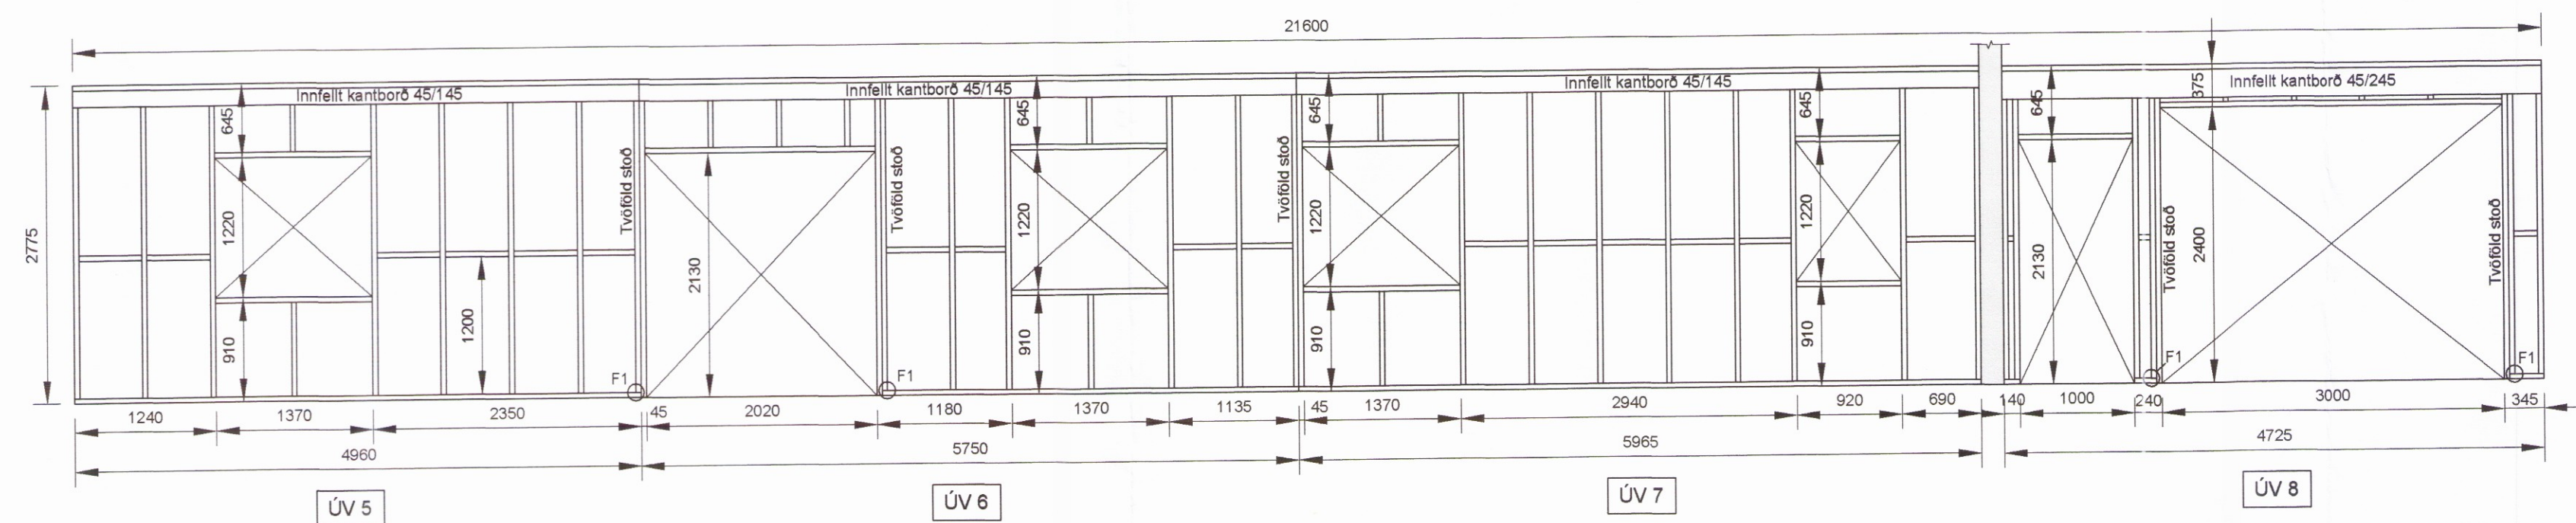 21600
Innfellt kantborð 45/145
Innfellt kantborð 45/145
Innfellt kantborð 45/145
Innfellt kantborð 45/245
2775
645
1220
910
1200
Tvöföld stoð
F1
2130
Tvöföld stoð
F1
645
1220
910
Tvöföld stoð
645
1220
910
645
1220
910
645
2130
Tvöföld stoð
F1
375
2400
Tvöföld stoð
F1
1240 1370 2350 45 2020 1180 1370 1135 45 1370 2940 920 690 140 1000 240 3000 345
4960 5750 5965 4725
ÚV 5 ÚV 6 ÚV 7 ÚV 8